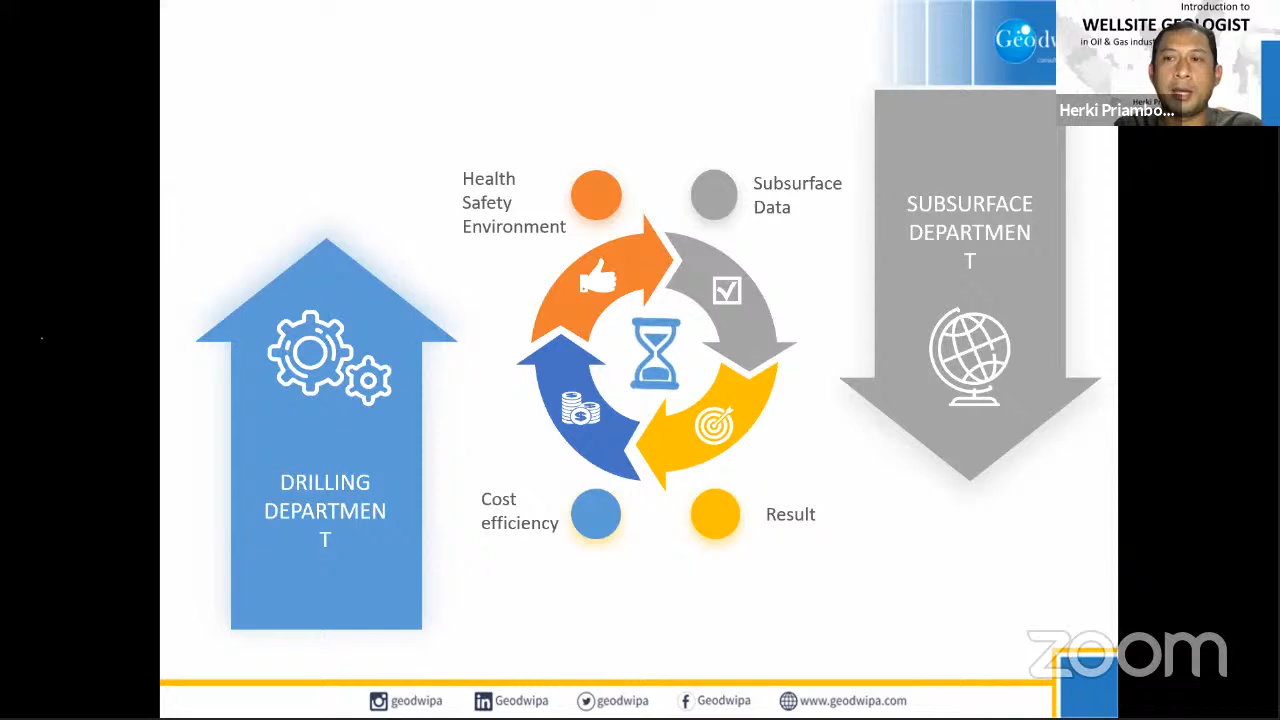 Introduction to
WELLSITE GEOLOGIST
in Oil & Gas
Geodw
Herki Priambo...
Health
Safety
Environment
Subsurface
Data
SUBSURFACE
DEPARTMEN
T
DRILLING
DEPARTMEN
T
Cost
efficiency
Result
zoom
geodwipa
Geodwipa
geodwipa
Geodwipa
www.geodwipa.com